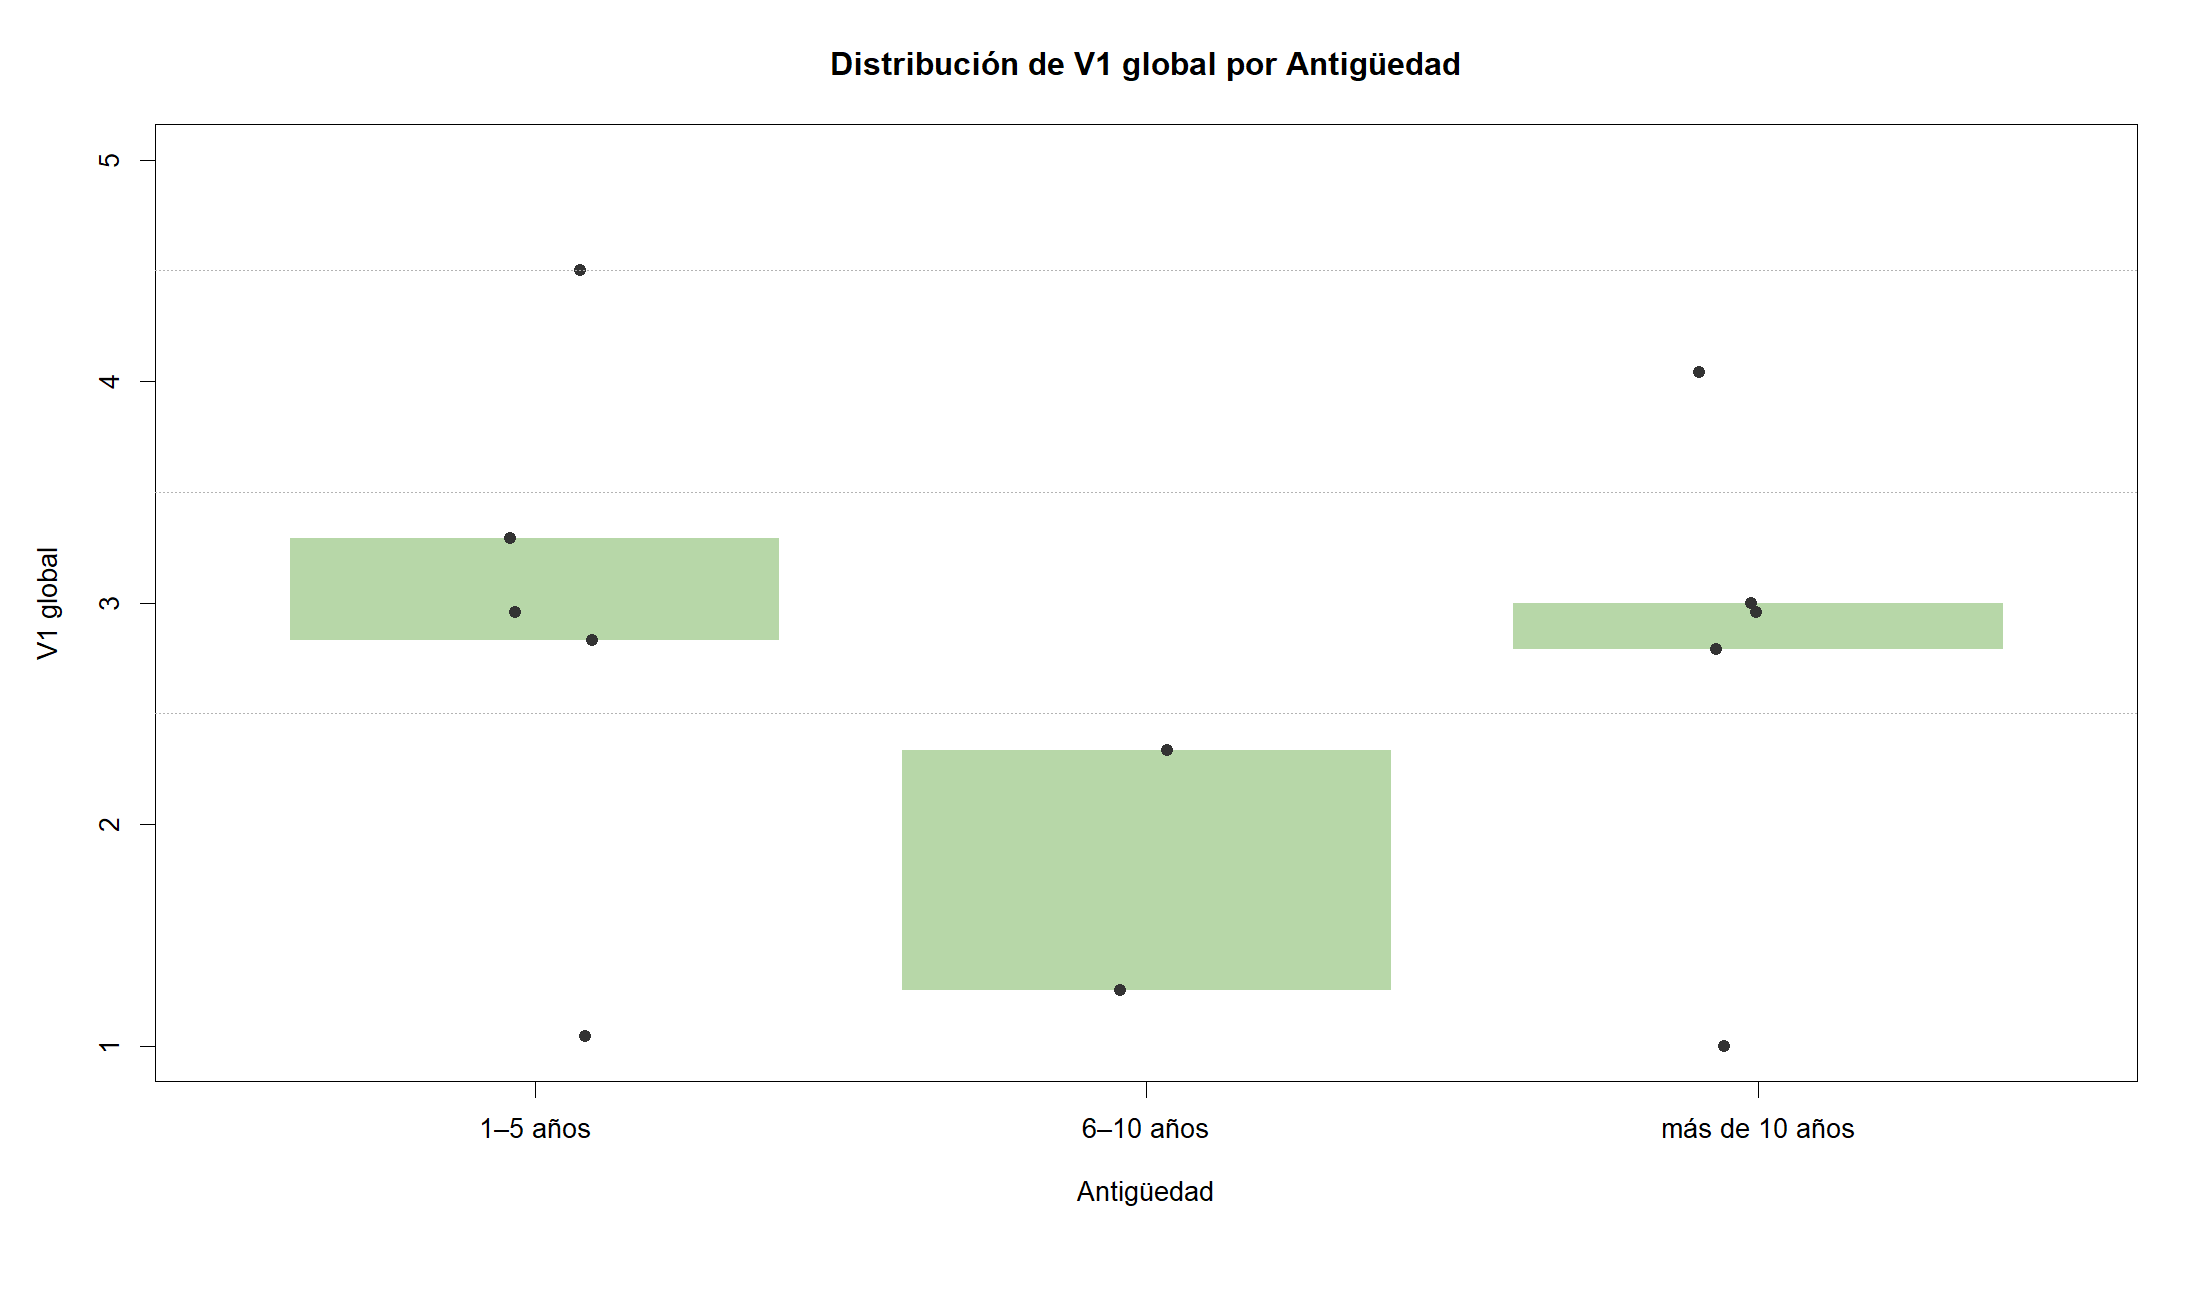 Distribución de V1 global por Antigüedad
5
4
3
2
1
V1 global
1–5 años
6–10 años
más de 10 años
Antigüedad